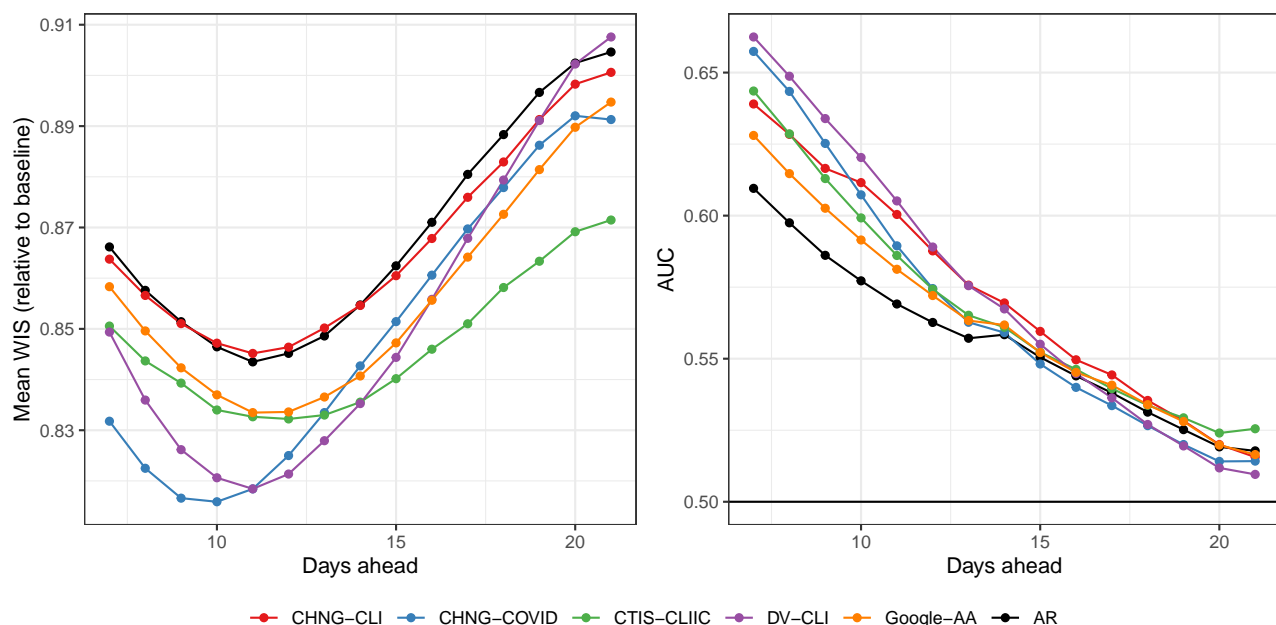 0.91
0.89
0.87
0.85
0.83
Mean WIS (relative to baseline)
10
15
20
Days ahead
0.65
0.60
0.55
0.50
AUC
10
15
20
Days ahead
CHNG−CLI
CHNG−COVID
CTIS−CLIIC
DV−CLI
Google−AA
AR